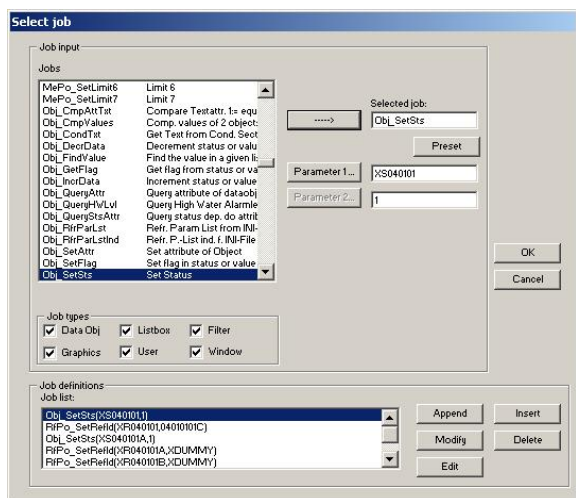 Select job
Job input
Jobs
MePo_SetLimit6 Limit 6
MePo_SetLimit7 Limit 7
Obj_CmpAttTxt Compare Textattr. 1:= equ
Obj_CmpValues Comp. values of 2 object:
Obj_CondTxt Get Text from Cond. Sect
Obj_DecrData Decrement status or valu
Obj_FindValue Find the value in a given li:
Obj_GetFlag Get flag from status or va
Obj_IncrData Increment status or value
Obj_QueryAttr Query attribute of dataobj
Obj_QueryHWLvl Query High Water Alarmle
Obj_QueryStsAttr Query status dep. do attrib
Obj_RfrParLst Refr. Param List from INI-
Obj_RfrParLstInd Refr. P.-List ind. f. INI-File
Obj_SetAttr Set attribute of Object
Obj_SetFlag Set flag in status or value
Obj_SetSts Set Status
----->
Selected job:
Obj_SetSts
Preset
Parameter 1...
XS040101
Parameter 2...
1
OK
Cancel
Job types
Data Obj Listbox Filter
Graphics User Window
Job definitions
Job list:
Obj_SetSts(XS040101,1)
RifPo_SetRefId(XR040101,04010101C)
Obj_SetSts(XS040101A,1)
RifPo_SetRefId(XR040101A,XDUMMY)
RifPo_SetRefId(XR040101B,XDUMMY)
Append Insert
Modify Delete
Edit